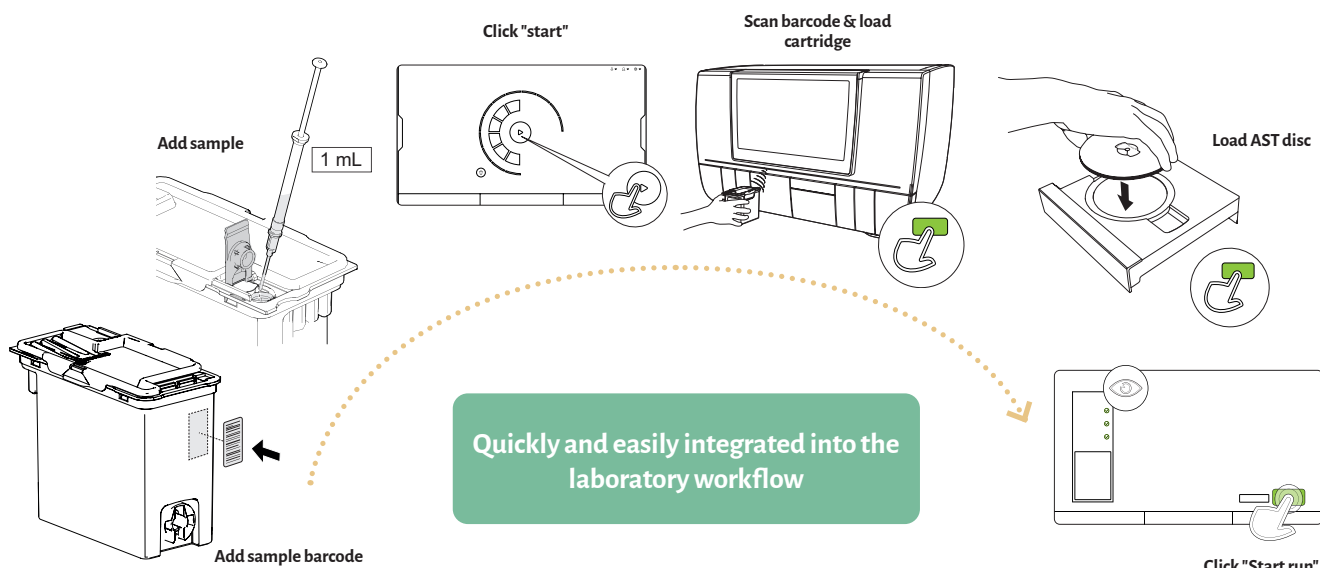 Click "start"
Scan barcode & load
cartridge
Add sample
1 mL
Load AST disc
Quickly and easily integrated into the
laboratory workflow
Add sample barcode
Click "Start run"